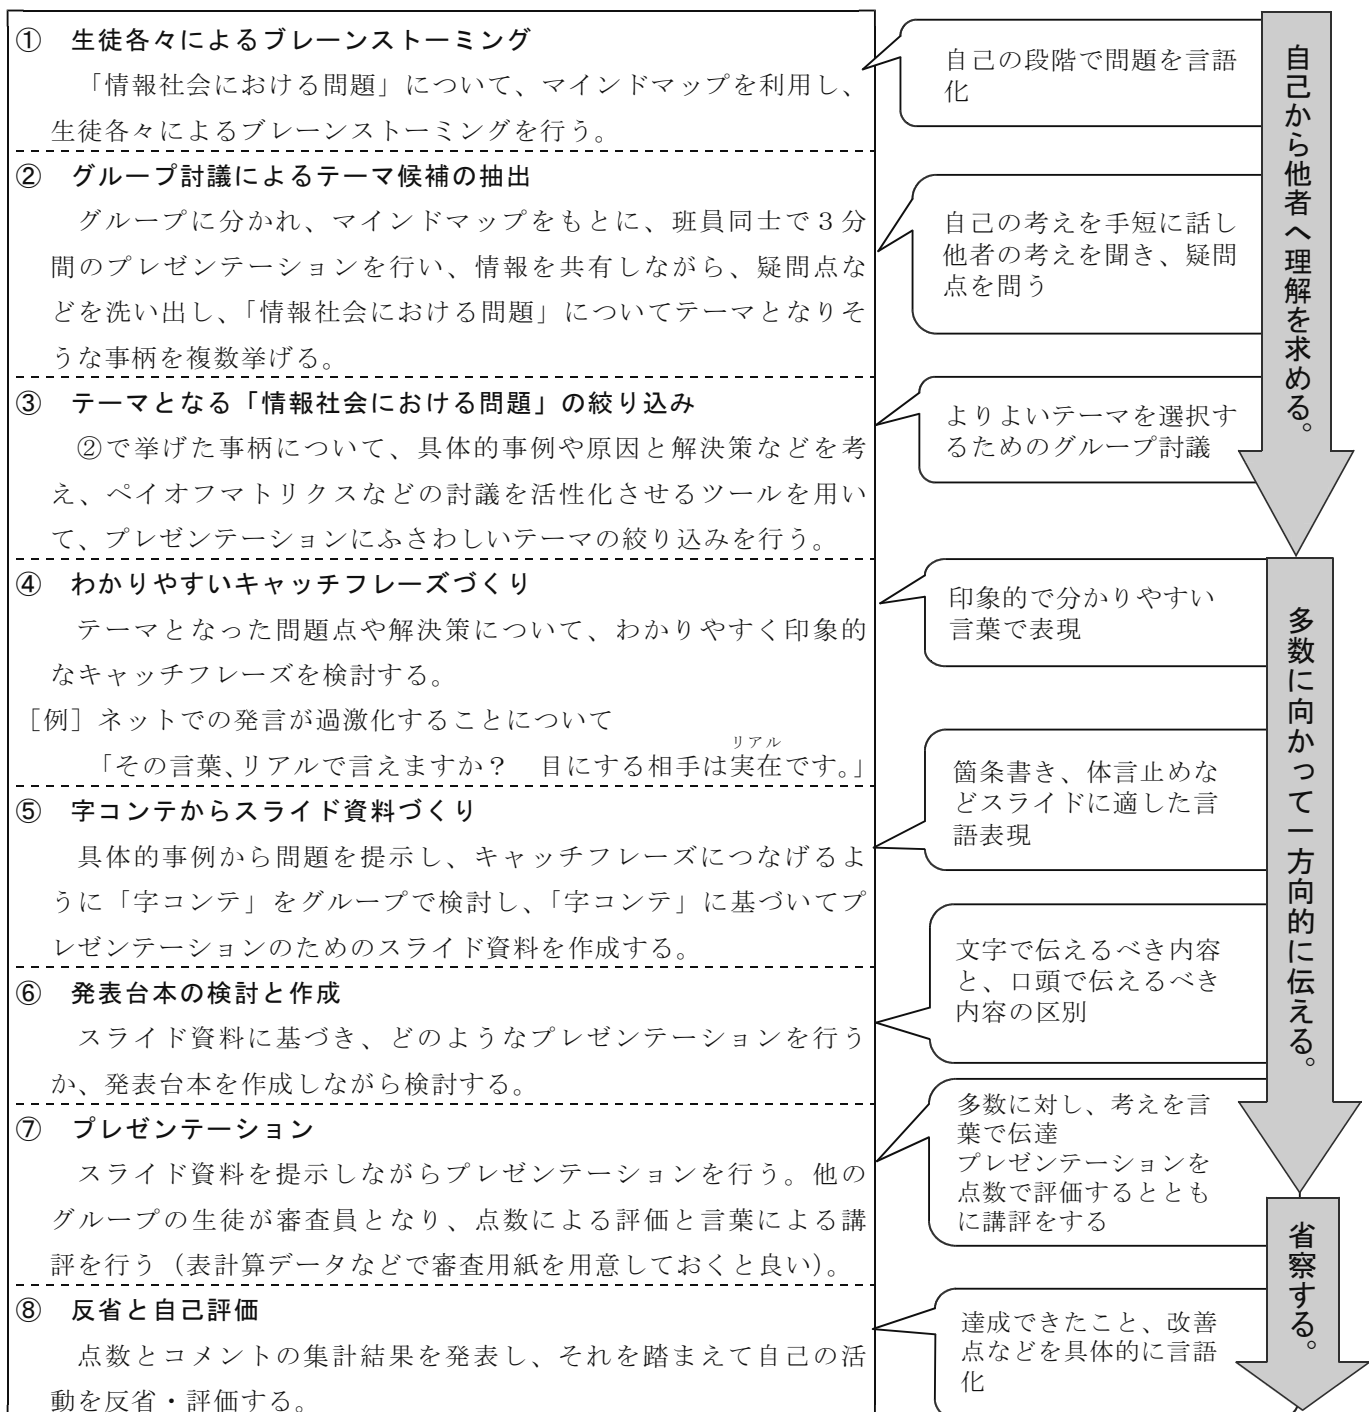 ① 生徒各々によるブレーンストーミング
「情報社会における問題」について、マインドマップを利用し、
生徒各々によるブレーンストーミングを行う。
自己の段階で問題を言語
化
② グループ討議によるテーマ候補の抽出
グループに分かれ、マインドマップをもとに、班員同士で３分
間のプレゼンテーションを行い、情報を共有しながら、疑問点な
どを洗い出し、「情報社会における問題」についてテーマとなりそ
うな事柄を複数挙げる。
自己の考えを手短に話し
他者の考えを聞き、疑問
点を問う
③ テーマとなる「情報社会における問題」の絞り込み
②で挙げた事柄について、具体的事例や原因と解決策などを考
え、ペイオフマトリクスなどの討議を活性化させるツールを用い
て、プレゼンテーションにふさわしいテーマの絞り込みを行う。
よりよいテーマを選択す
るためのグループ討議
自己から他者へ理解を求める。
④ わかりやすいキャッチフレーズづくり
テーマとなった問題点や解決策について、わかりやすく印象的
なキャッチフレーズを検討する。
［例］ネットでの発言が過激化することについて
リアル
「その言葉、リアルで言えますか？ 目にする相手は実在です。」
印象的で分かりやすい
言葉で表現
⑤ 字コンテからスライド資料づくり
具体的事例から問題を提示し、キャッチフレーズにつなげるよ
うに「字コンテ」をグループで検討し、「字コンテ」に基づいてプ
レゼンテーションのためのスライド資料を作成する。
箇条書き、体言止めな
どスライドに適した言
語表現
⑥ 発表台本の検討と作成
スライド資料に基づき、どのようなプレゼンテーションを行う
か、発表台本を作成しながら検討する。
文字で伝えるべき内容
と、口頭で伝えるべき
内容の区別
⑦ プレゼンテーション
スライド資料を提示しながらプレゼンテーションを行う。他の
グループの生徒が審査員となり、点数による評価と言葉による講
評を行う（表計算データなどで審査用紙を用意しておくと良い）。
多数に対し、考えを言
葉で伝達
プレゼンテーションを
点数で評価するととも
に講評をする
多数に向かって一方向的に伝える。
⑧ 反省と自己評価
点数とコメントの集計結果を発表し、それを踏まえて自己の活
動を反省・評価する。
達成できたこと、改善
点などを具体的に言語
化
省察する。